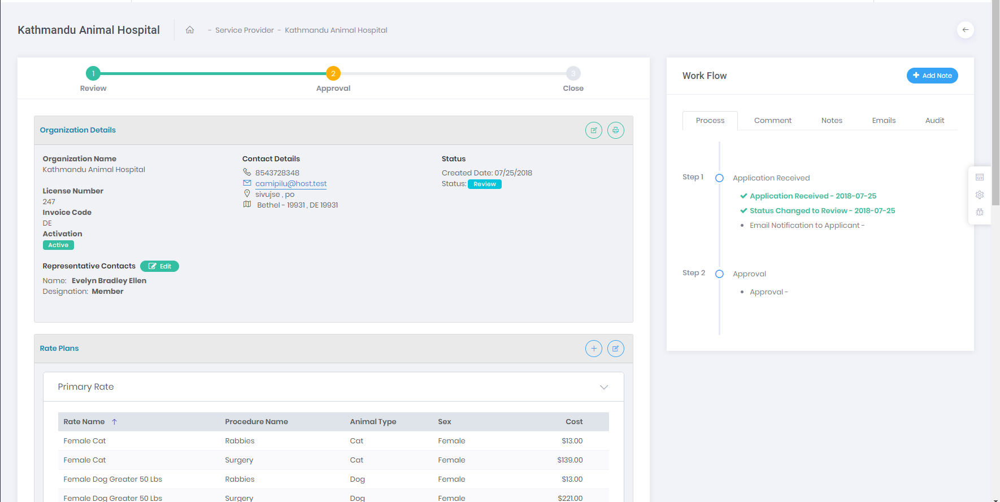 Kathmandu Animal Hospital
- Service Provider - Kathmandu Animal Hospital
1
2
3
Review
Approval
Close
Organization Details
Organization Name
Kathmandu Animal Hospital
License Number
247
Invoice Code
DE
Activation
Active
Representative Contacts
Edit
Name: Evelyn Bradley Ellen
Designation: Member
Contact Details
8543728348
camipilu@host.test
sivujse , po
Bethel - 19931 , DE 19931
Status
Created Date: 07/25/2018
Status: Review
Rate Plans
Primary Rate
Rate Name Procedure Name Animal Type Sex Cost
Female Cat Rabbies Cat Female $13.00
Female Cat Surgery Cat Female $139.00
Female Dog Greater 50 Lbs Rabbies Dog Female $13.00
Female Dog Greater 50 Lbs Surgery Dog Female $221.00
Work Flow
Add Note
Process Comment Notes Emails Audit
Step 1 Application Received
Application Received - 2018-07-25
Status Changed to Review - 2018-07-25
Email Notification to Applicant -
Step 2 Approval
Approval -